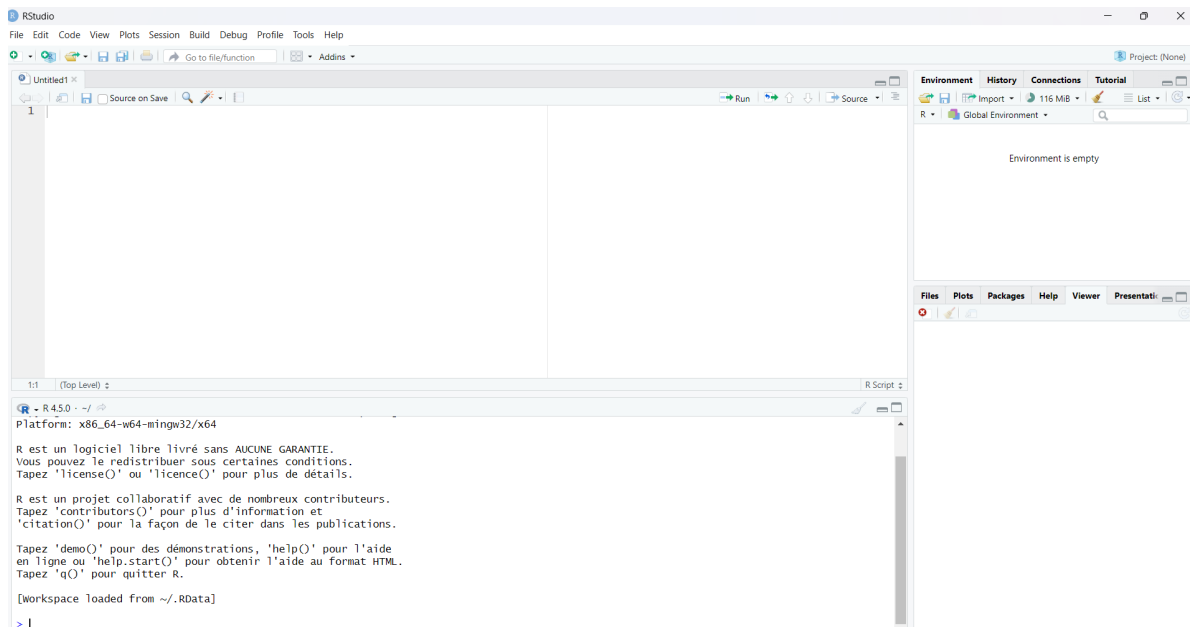 RStudio
File Edit Code View Plots Session Build Debug Profile Tools Help
Go to file/function Addins Project: (None)
Untitled1
Source on Save Run Source
1
1:1 (Top Level) R Script
R 4.5.0 · ~/
Platform: x86_64-w64-mingw32/x64
R est un logiciel libre livré sans AUCUNE GARANTIE.
Vous pouvez le redistribuer sous certaines conditions.
Tapez 'license()' ou 'licence()' pour plus de détails.
R est un projet collaboratif avec de nombreux contributeurs.
Tapez 'contributors()' pour plus d'information et
'citation()' pour la façon de le citer dans les publications.
Tapez 'demo()' pour des démonstrations, 'help()' pour l'aide
en ligne ou 'help.start()' pour obtenir l'aide au format HTML.
Tapez 'q()' pour quitter R.
[Workspace loaded from ~/.RData]
>
Environment History Connections Tutorial
Import 116 MiB List
R Global Environment
Environment is empty
Files Plots Packages Help Viewer Presentatic